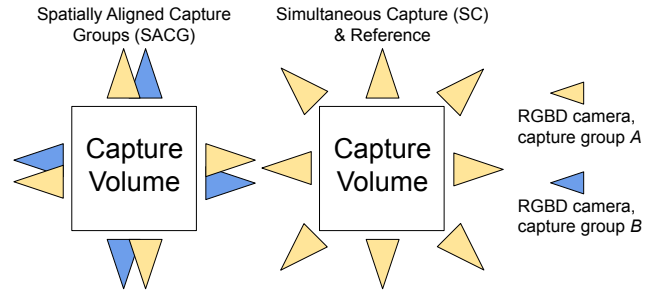 Spatially Aligned Capture
Groups (SACG)
Simultaneous Capture (SC)
& Reference
Capture
Volume
Capture
Volume
RGBD camera,
capture group A
RGBD camera,
capture group B